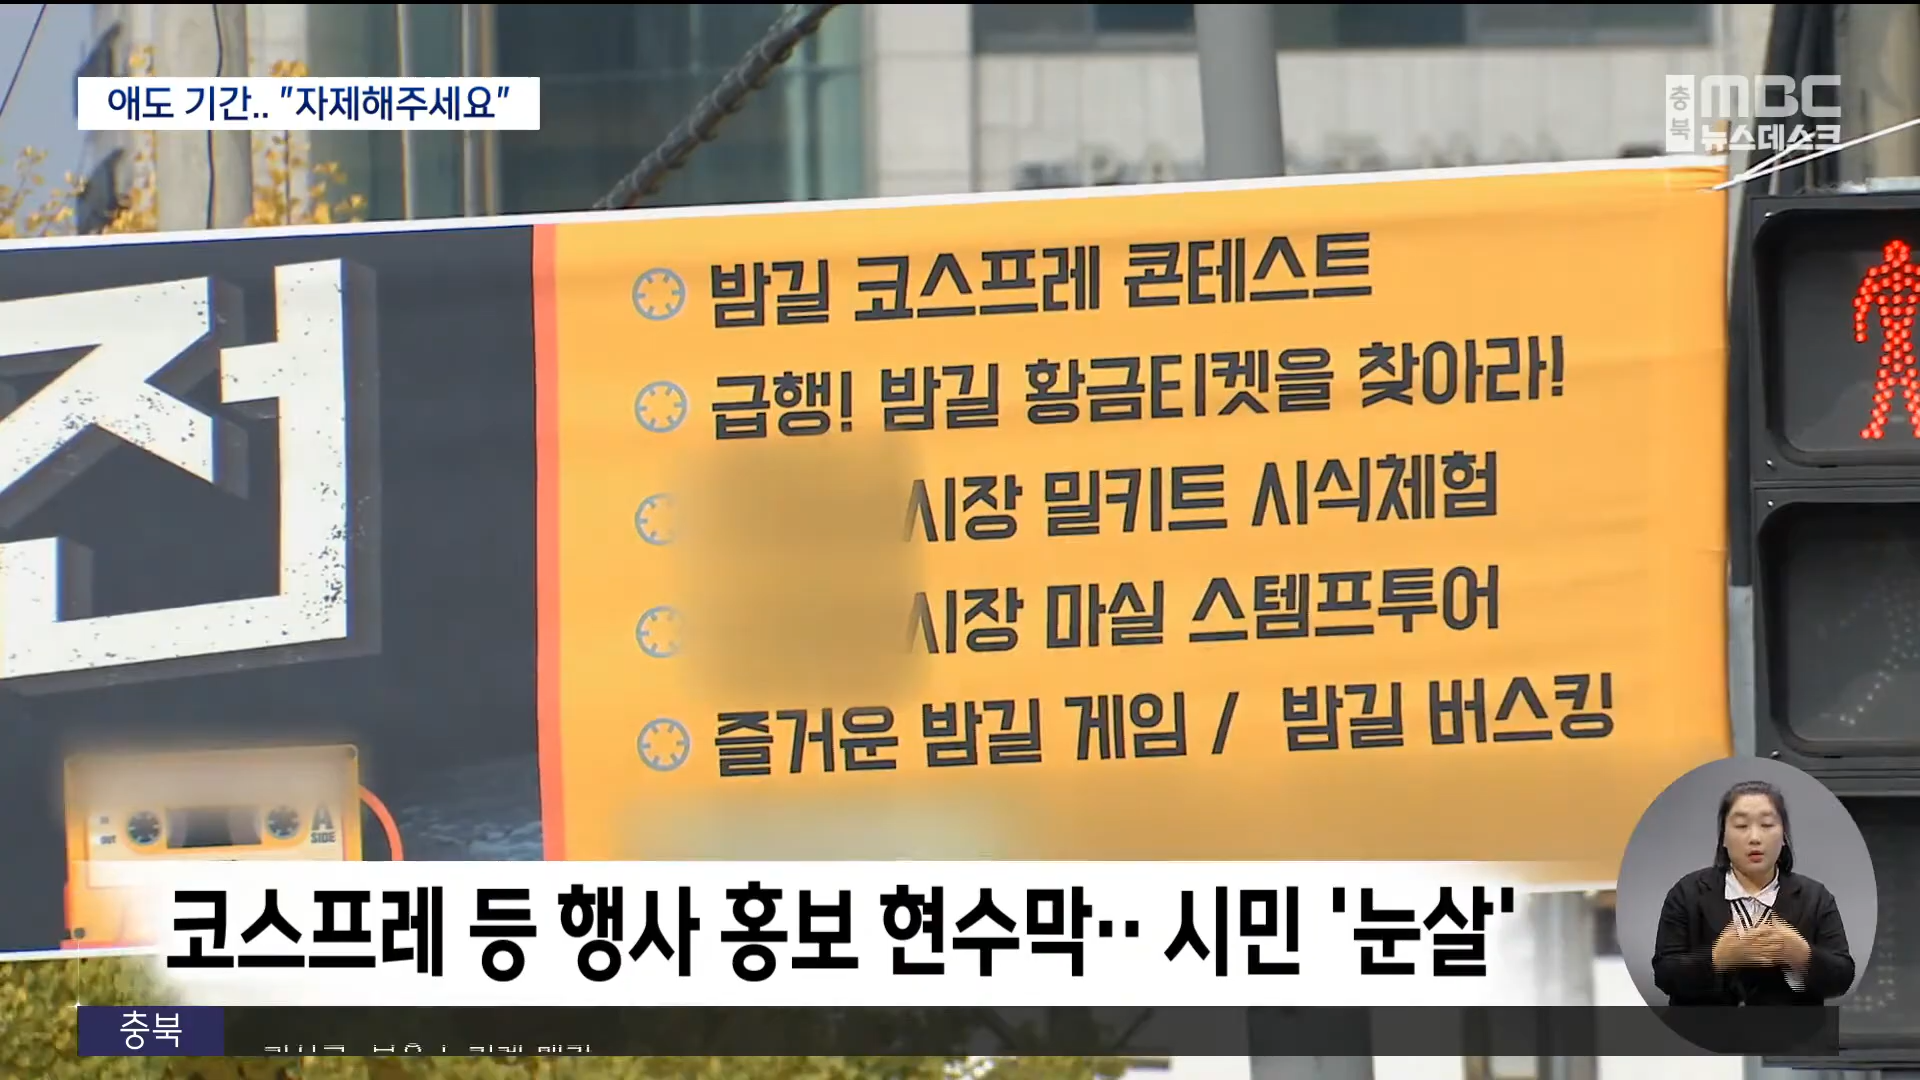 애도 기간.. "자제해주세요"
충북 MBC
뉴스데스크
전
밤길 코스프레 콘테스트
급행! 밤길 황금티켓을 찾아라!
시장 밀키트 시식체험
시장 마실 스템프투어
즐거운 밤길 게임 / 밤길 버스킹
OUT
A
SIDE
코스프레 등 행사 홍보 현수막·· 시민 '눈살'
충북